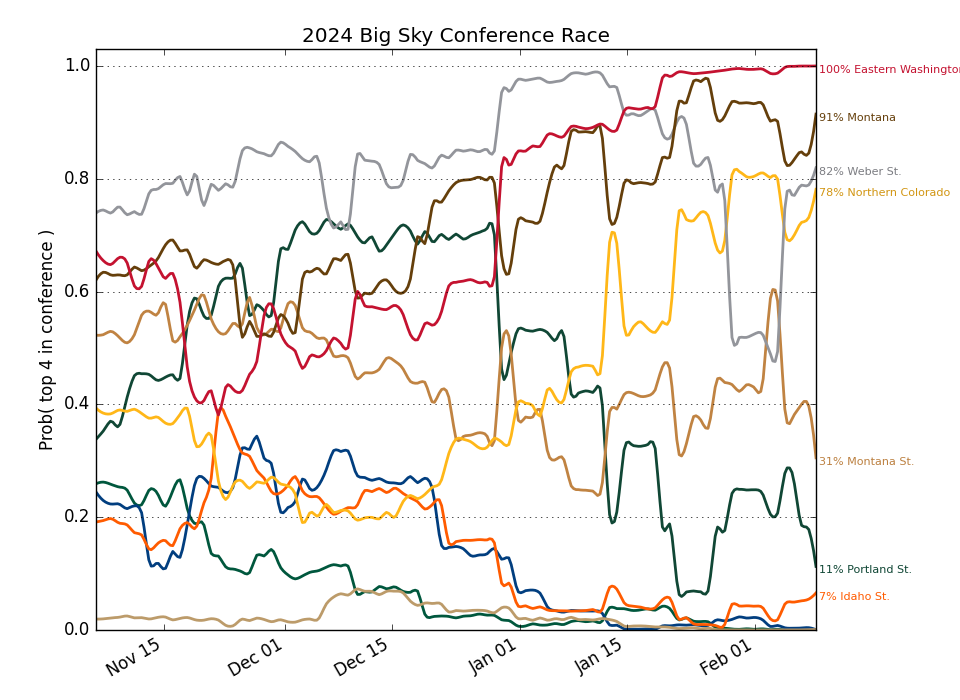 2024 Big Sky Conference Race
Prob( top 4 in conference )
1.0
0.8
0.6
0.4
0.2
0.0
Nov 15
Dec 01
Dec 15
Jan 01
Jan 15
Feb 01
100% Eastern Washington
91% Montana
82% Weber St.
78% Northern Colorado
31% Montana St.
11% Portland St.
7% Idaho St.